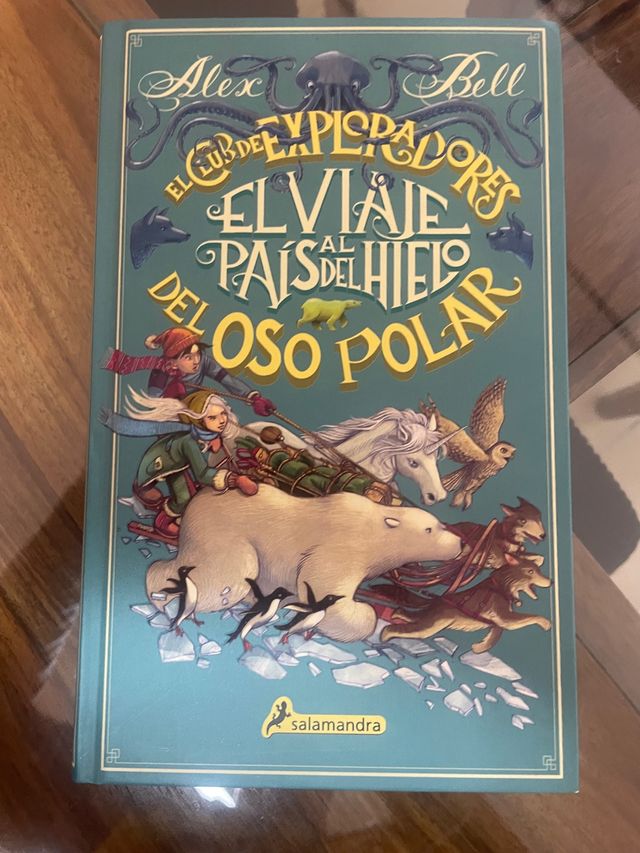 Alex Bell
EL CLUB DE EXPLORADORES
EL VIAJE
AL
PAÍS DEL HIELO
DEL OSO POLAR
salamandra